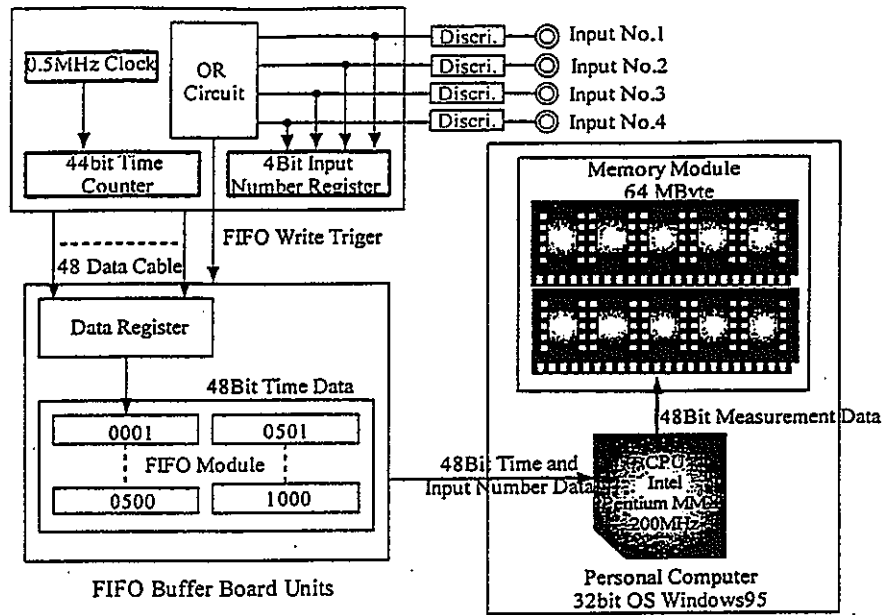 0.5MHz Clock
OR
Circuit
Discri.
Input No.1
Discri.
Input No.2
Discri.
Input No.3
Discri.
Input No.4
44bit Time
Counter
4Bit Input
Number Register
FIFO Write Triger
48 Data Cable
Data Register
48Bit Time Data
0001
0501
FIFO Module
0500
1000
FIFO Buffer Board Units
48Bit Time and
Input Number Data
Memory Module
64 MByte
48Bit Measurement Data
CPU
Intel
entium MM
200MHz
Personal Computer
32bit OS Windows95